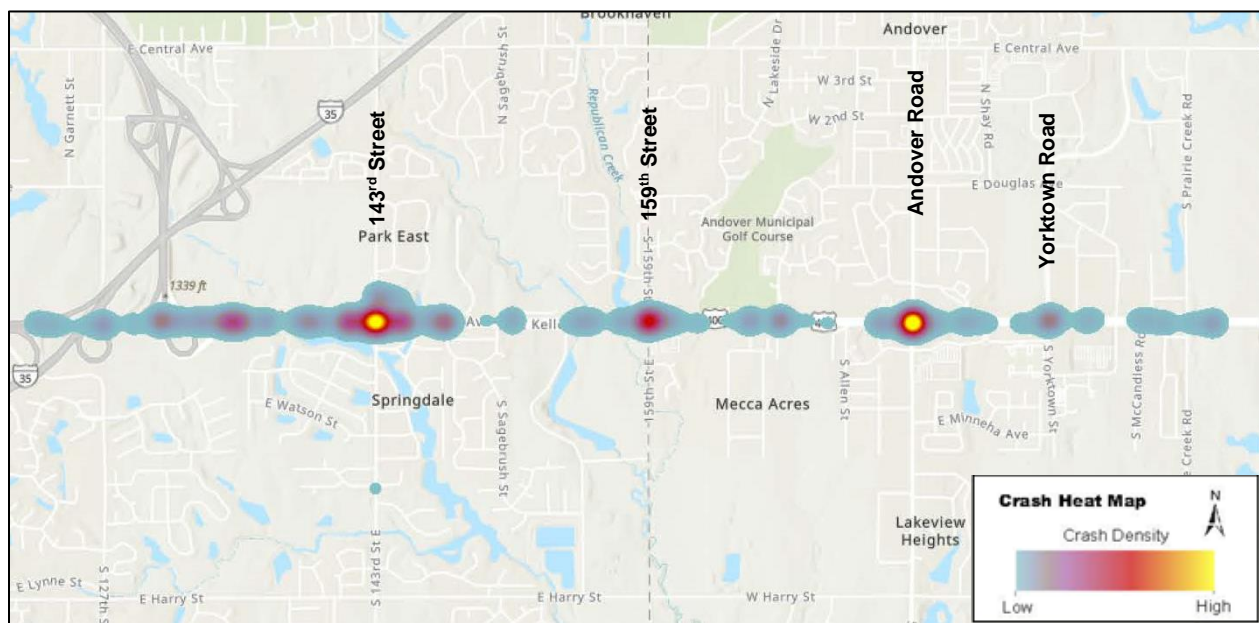 Brookhaven
Andover
E Central Ave
E Central Ave
N Garnett St
N Sagebrush St
Republican Creek
N Lakeside Dr
W 3rd St
W 2nd St
N Shay Rd
S Prairie Creek Rd
35
143rd Street
159th Street
Andover Road
Yorktown Road
E Douglas Ave
Park East
S 159th St E
Andover Municipal
Golf Course
1339 ft
Kell
400
35
Springdale
E Watson St
S Sagebrush St
159th St E
Mecca Acres
S Allen St
E Minneha Ave
S Yorktown St
S McCandless Rd
Creek Rd
Lakeview
Heights
S 143rd St E
E Lynne St
S 127th S
E Harry St
E Harry St
W Harry St
Crash Heat Map
N
Crash Density
Low
High